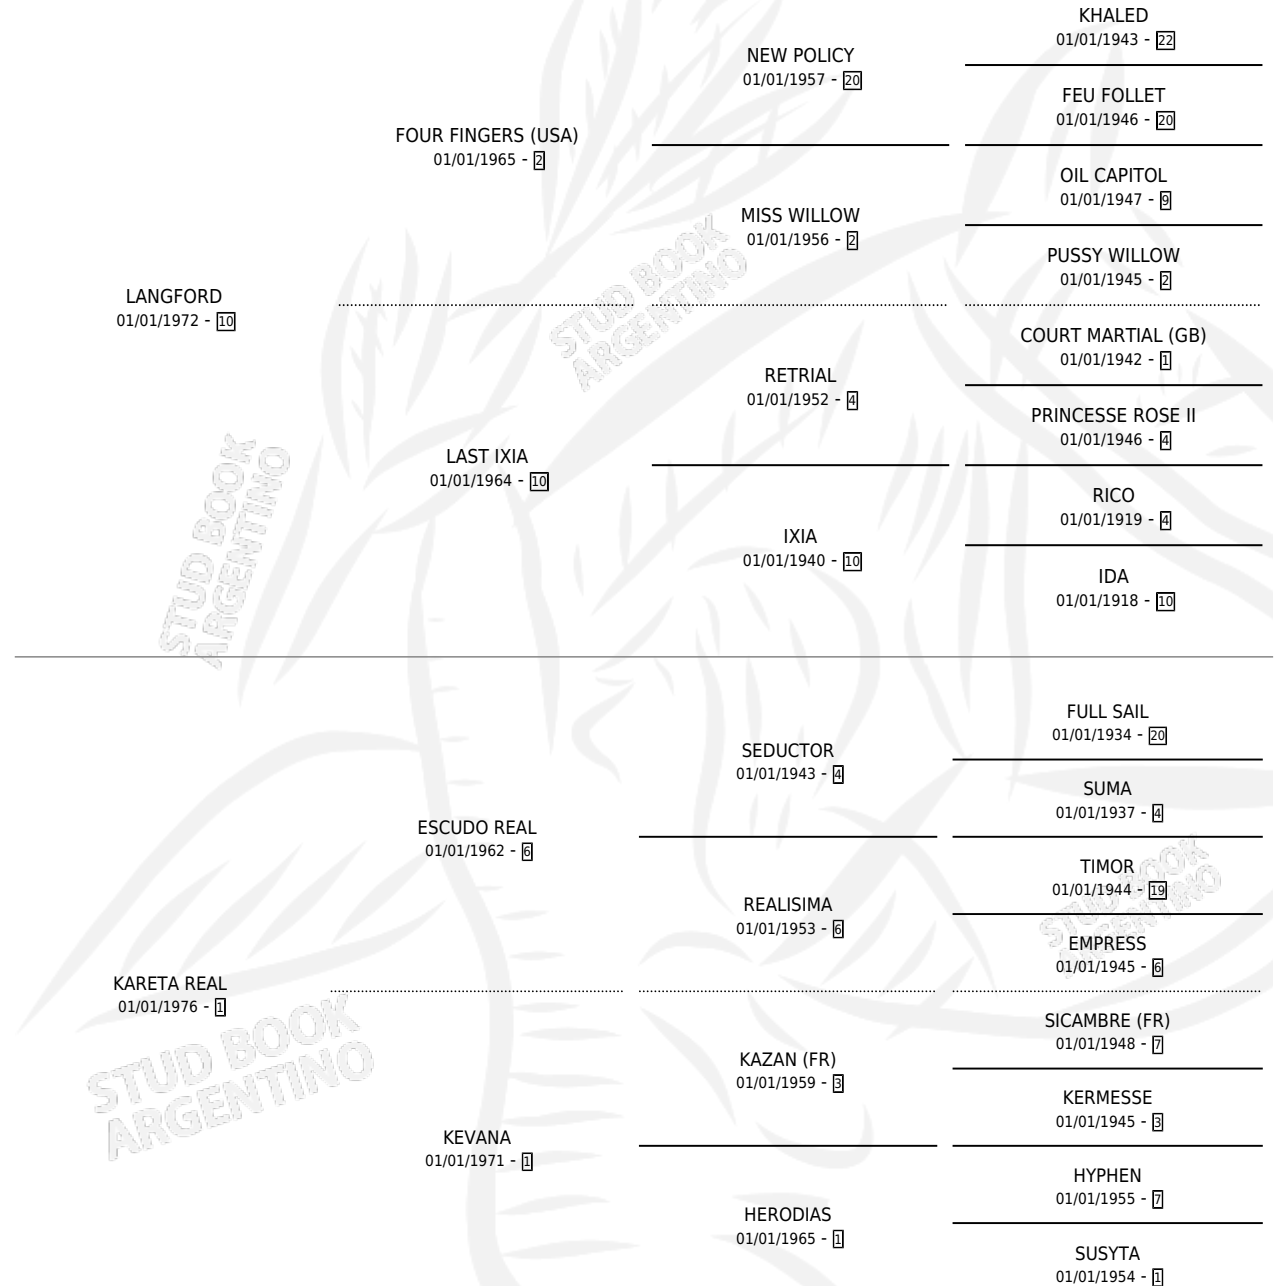 KHALED
01/01/1943 - 22
NEW POLICY
01/01/1957 - 20
FEU FOLLET
01/01/1946 - 20
FOUR FINGERS (USA)
01/01/1965 - 2
OIL CAPITOL
01/01/1947 - 9
MISS WILLOW
01/01/1956 - 2
PUSSY WILLOW
01/01/1945 - 2
STUD BOOK
ARGENTINO
LANGFORD
01/01/1972 - 10
COURT MARTIAL (GB)
01/01/1942 - 1
RETRIAL
01/01/1952 - 4
PRINCESSE ROSE II
01/01/1946 - 4
LAST IXIA
01/01/1964 - 10
RICO
01/01/1919 - 4
IXIA
01/01/1940 - 10
IDA
01/01/1918 - 10
STUD BOOK
ARGENTINO
FULL SAIL
01/01/1934 - 20
SEDUCTOR
01/01/1943 - 4
SUMA
01/01/1937 - 4
ESCUDO REAL
01/01/1962 - 6
TIMOR
01/01/1944 - 19
REALISIMA
01/01/1953 - 6
EMPRESS
01/01/1945 - 6
STUD BOOK
ARGENTINO
KARETA REAL
01/01/1976 - 1
SICAMBRE (FR)
01/01/1948 - 7
KAZAN (FR)
01/01/1959 - 3
KERMESSE
01/01/1945 - 3
STUD BOOK
ARGENTINO
KEVANA
01/01/1971 - 1
HYPHEN
01/01/1955 - 7
HERODIAS
01/01/1965 - 1
SUSYTA
01/01/1954 - 1